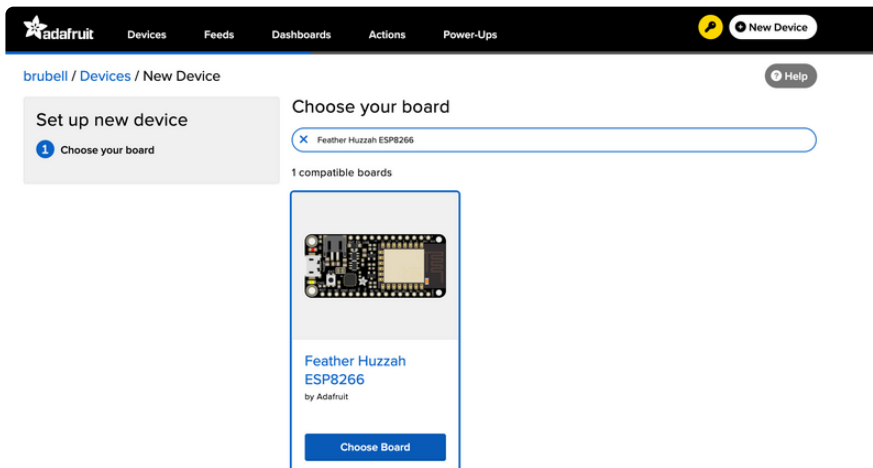 adafruit Devices Feeds Dashboards Actions Power-Ups New Device
brubell / Devices / New Device
Help
Set up new device
1 Choose your board
Choose your board
Feather Huzzah ESP8266
1 compatible boards
Feather Huzzah
ESP8266
by Adafruit
Choose Board